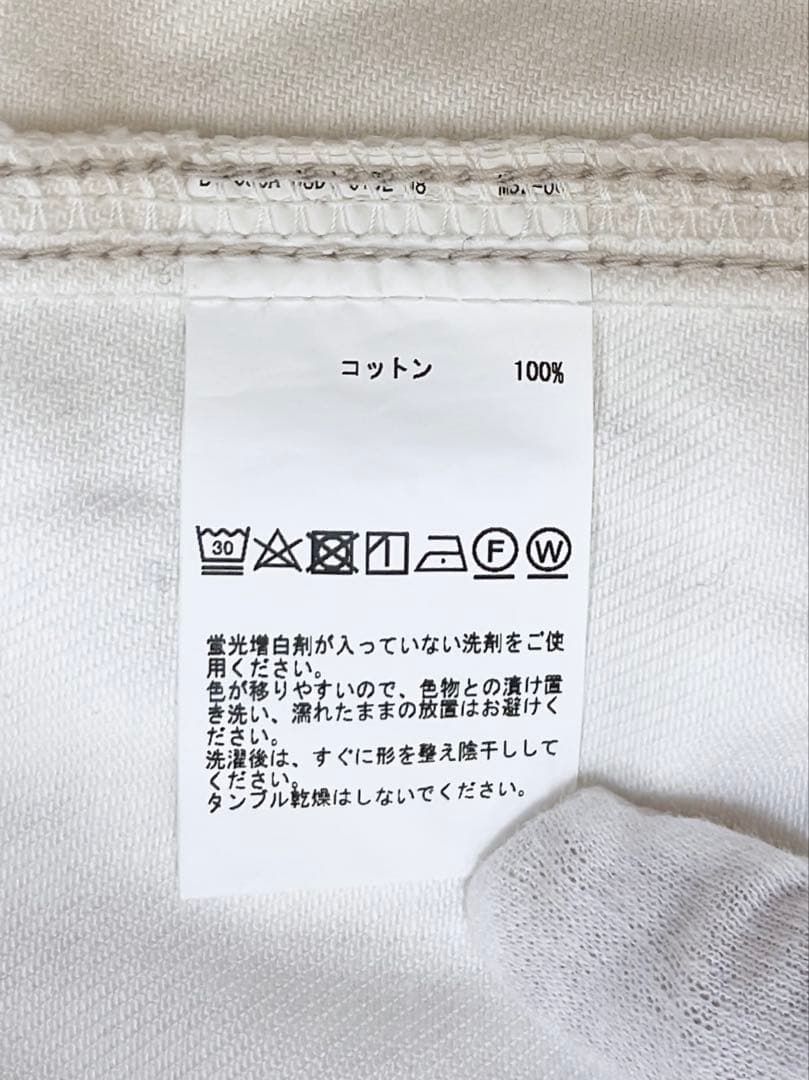 コットン 100%
30 F W
蛍光増白剤が入っていない洗剤をご使
用ください。
色が移りやすいので、色物との漬け置
き洗い、濡れたままの放置はお避けく
ださい。
洗濯後は、すぐに形を整え陰干しして
ください。
タンブル乾燥はしないでください。